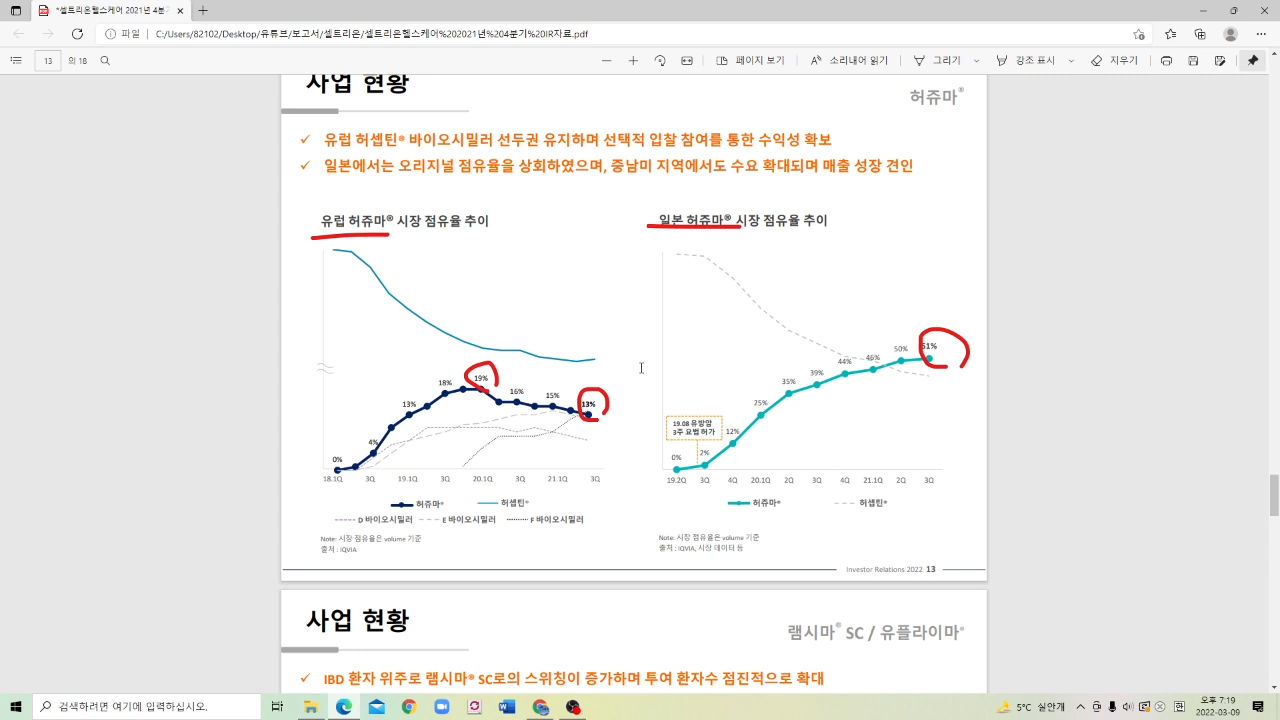 *셀트리온헬스케어 2021년 4분기
파일 | C:/Users/82102/Desktop/유튜브/보고서/셀트리온/셀트리온헬스케어%202021년%204분기%20IR자료.pdf
13 의 18
페이지 보기
소리내어 읽기
그리기
강조 표시
지우기
사업 현황
허쥬마®
✓ 유럽 허셉틴® 바이오시밀러 선두권 유지하며 선택적 입찰 참여를 통한 수익성 확보
✓ 일본에서는 오리지널 점유율을 상회하였으며, 중남미 지역에서도 수요 확대되며 매출 성장 견인
유럽 허쥬마® 시장 점유율 추이
0%
4%
13%
18%
19%
16%
15%
13%
18.1Q 3Q 19.1Q 3Q 20.1Q 3Q 21.1Q 3Q
허쥬마® 허셉틴®
D 바이오시밀러 E 바이오시밀러 F 바이오시밀러
Note: 시장 점유율은 volume 기준
출처 : IQVIA
일본 허쥬마® 시장 점유율 추이
19.08 유방암
3주 요법 허가
0%
2%
12%
25%
35%
39%
44%
46%
50%
51%
19.2Q 3Q 4Q 20.1Q 2Q 3Q 4Q 21.1Q 2Q 3Q
허쥬마® 허셉틴®
Note: 시장 점유율은 volume 기준
출처 : IQVIA, 시장 데이터 등
Investor Relations 2022 13
사업 현황
램시마® SC / 유플라이마®
✓ IBD 환자 위주로 램시마® SC로의 스위칭이 증가하며 투여 환자수 점진적으로 확대
검색하려면 여기에 입력하십시오.
5°C 실안개
오후 7:19
2022-03-09